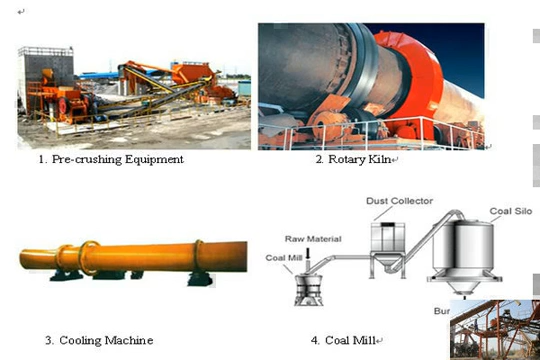 1. Pre-crushing Equipment
2. Rotary Kiln
Dust Collector
Coal Silo
Raw Material
Coal Mill
3. Cooling Machine
4. Coal Mill